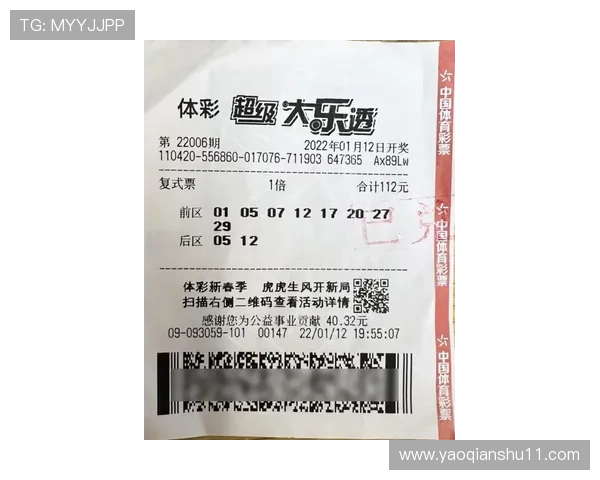 TG: MYYJJPP
体彩 超级大乐透
第 22006期 2022年01月12日开奖
110420-556860-017076-711903 647365 Ax89Lw
复式票 1倍 合计112元
前区 01 05 07 12 17 20 27
29
后区 05 12
体彩新春季 虎虎生风开新局
扫描右侧二维码查看活动详情
感谢您为公益事业贡献 40.32元
09-093059-101 00147 22/01/12 19:55:07
中国体育彩票
中国体育彩票
中国体育彩票
已
www.yaoqianshu11.com